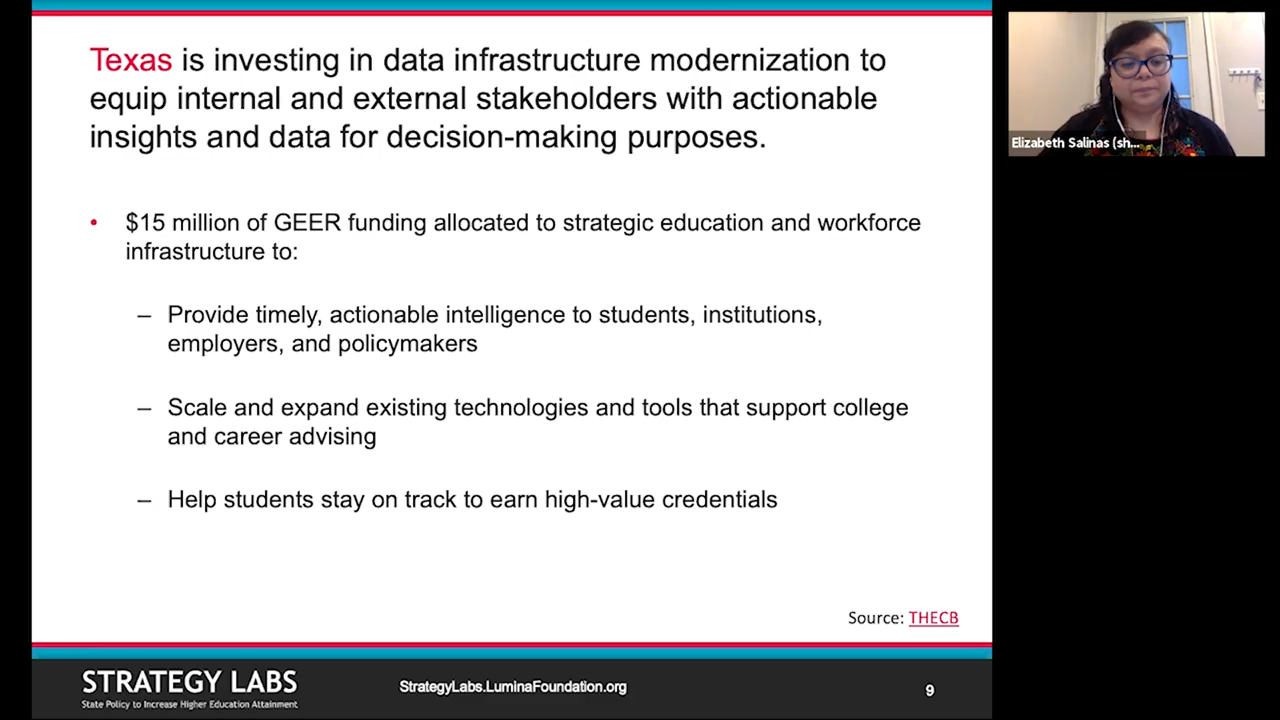 Texas is investing in data infrastructure modernization to
equip internal and external stakeholders with actionable
insights and data for decision-making purposes.
• $15 million of GEER funding allocated to strategic education and workforce
infrastructure to:
– Provide timely, actionable intelligence to students, institutions,
employers, and policymakers
– Scale and expand existing technologies and tools that support college
and career advising
– Help students stay on track to earn high-value credentials
Source: THECB
STRATEGY LABS
State Policy to Increase Higher Education Attainment
StrategyLabs.LuminaFoundation.org
9
Elizabeth Salinas (sh...